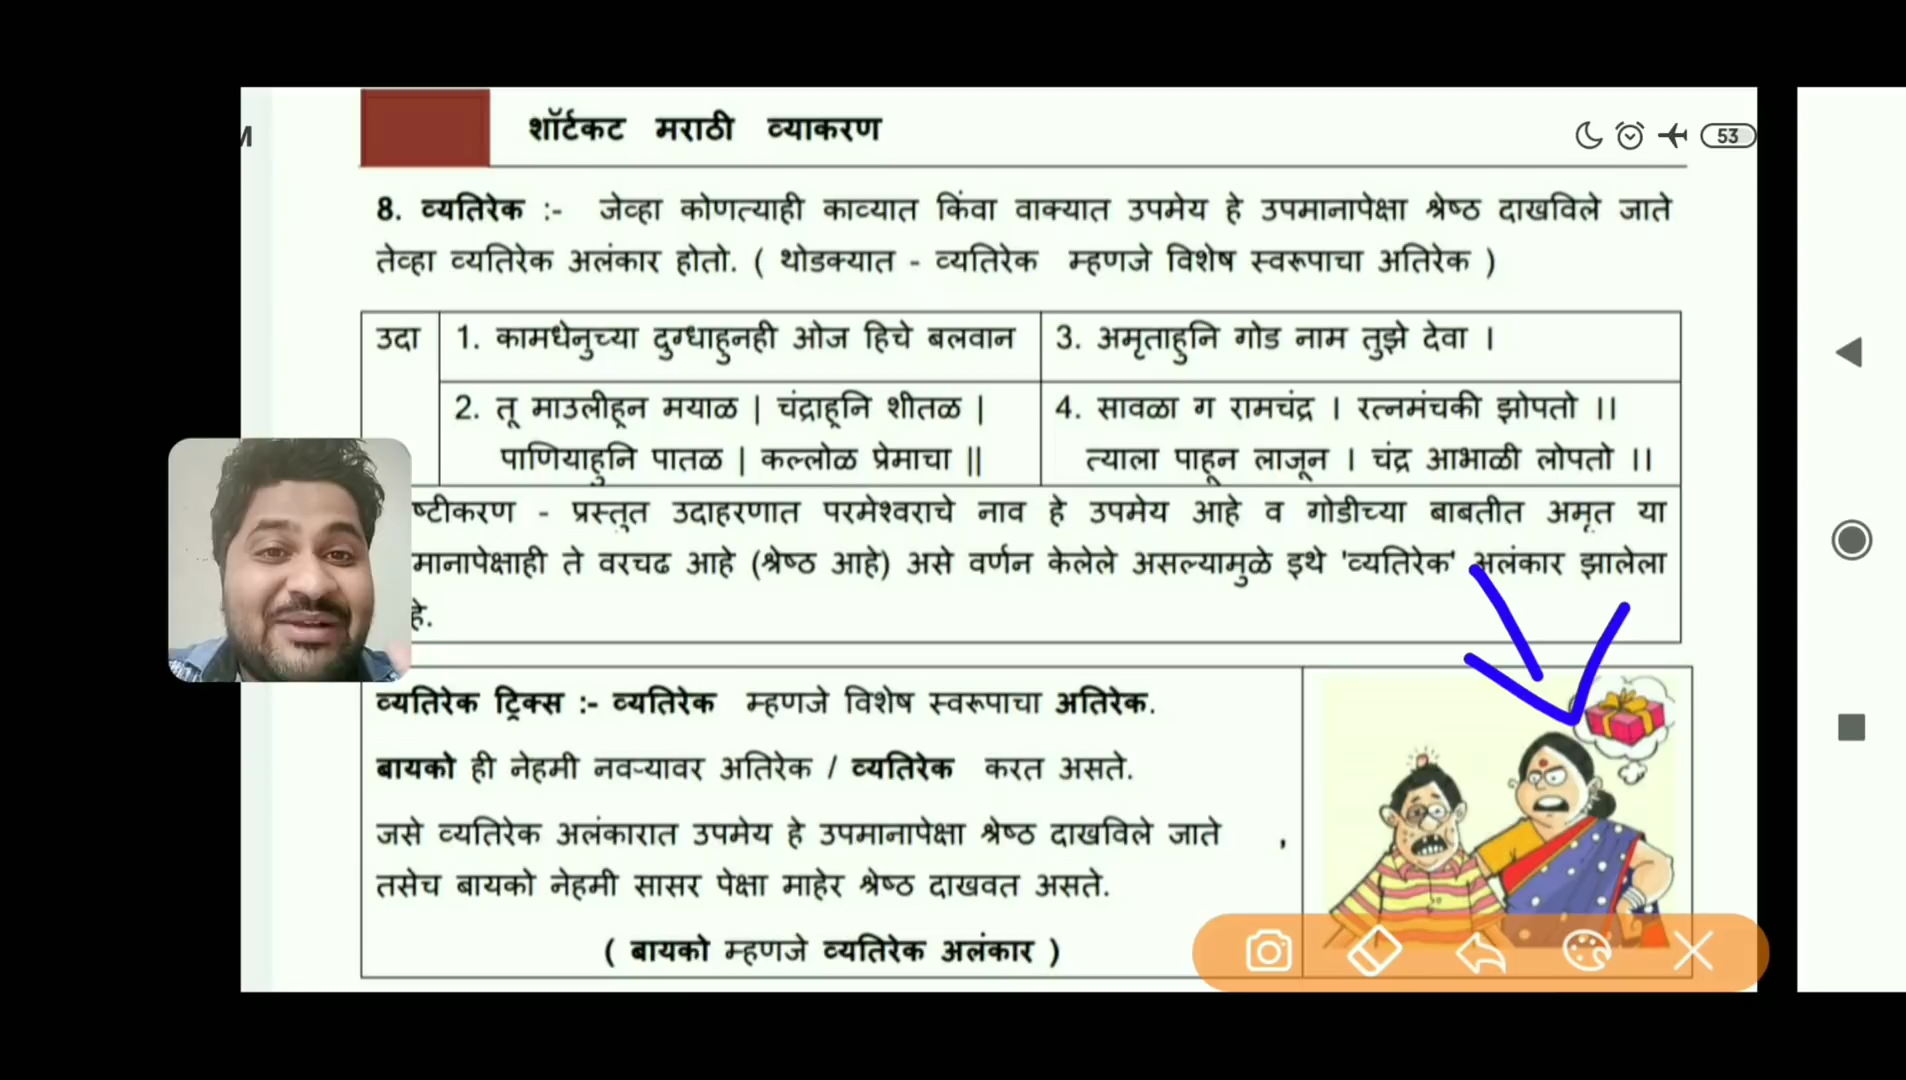 शॉर्टकट मराठी व्याकरण
53
8. व्यतिरेक :- जेव्हा कोणत्याही काव्यात किंवा वाक्यात उपमेय हे उपमानापेक्षा श्रेष्ठ दाखविले जाते
तेव्हा व्यतिरेक अलंकार होतो. ( थोडक्यात - व्यतिरेक म्हणजे विशेष स्वरूपाचा अतिरेक )
उदा
1. कामधेनुच्या दुग्धाहुनही ओज हिचे बलवान
3. अमृताहुनि गोड नाम तुझे देवा ।
2. तू माउलीहून मयाळ | चंद्राहूनि शीतळ |
पाणियाहुनि पातळ | कल्लोळ प्रेमाचा ||
4. सावळा ग रामचंद्र । रत्नमंचकी झोपतो ।।
त्याला पाहून लाजून । चंद्र आभाळी लोपतो ।।
ष्टीकरण - प्रस्तुत उदाहरणात परमेश्वराचे नाव हे उपमेय आहे व गोडीच्या बाबतीत अमृत या
मानापेक्षाही ते वरचढ आहे (श्रेष्ठ आहे) असे वर्णन केलेले असल्यामुळे इथे 'व्यतिरेक' अलंकार झालेला
हे.
व्यतिरेक ट्रिक्स :- व्यतिरेक म्हणजे विशेष स्वरूपाचा अतिरेक.
बायको ही नेहमी नवऱ्यावर अतिरेक / व्यतिरेक करत असते.
जसे व्यतिरेक अलंकारात उपमेय हे उपमानापेक्षा श्रेष्ठ दाखविले जाते ,
तसेच बायको नेहमी सासर पेक्षा माहेर श्रेष्ठ दाखवत असते.
( बायको म्हणजे व्यतिरेक अलंकार )